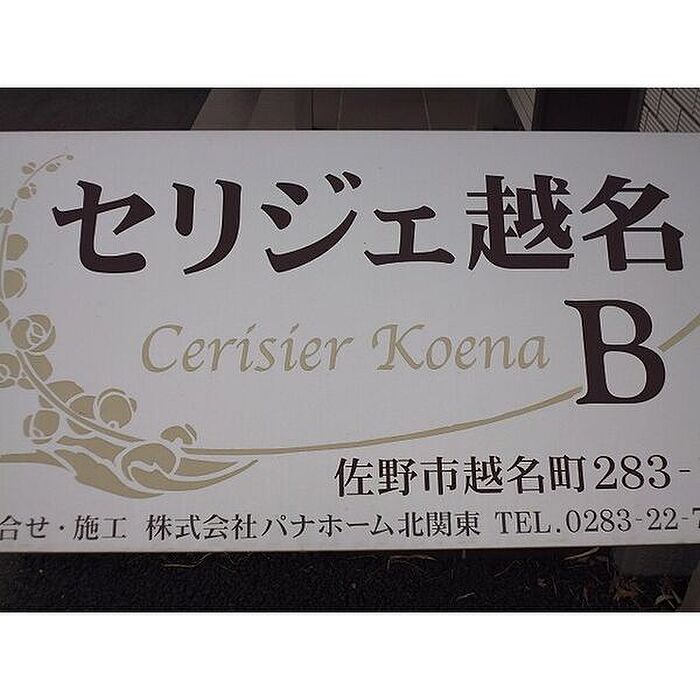 セリジェ越名
Cerisier Koena
B
佐野市越名町283-
合せ・施工 株式会社パナホーム北関東 TEL.0283-22-7